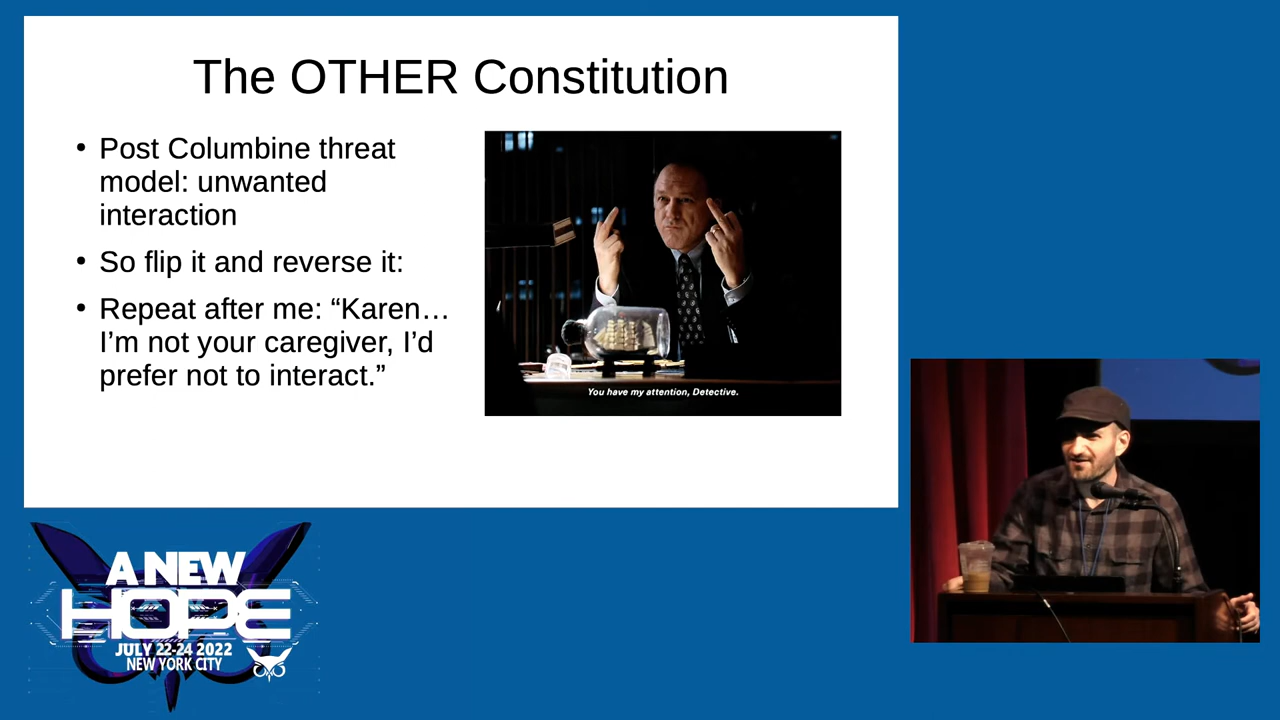 The OTHER Constitution
• Post Columbine threat
model: unwanted
interaction
• So flip it and reverse it:
• Repeat after me: “Karen…
I’m not your caregiver, I’d
prefer not to interact.”
You have my attention, Detective.
A NEW
HOPE
JULY 22-24 2022
NEW YORK CITY